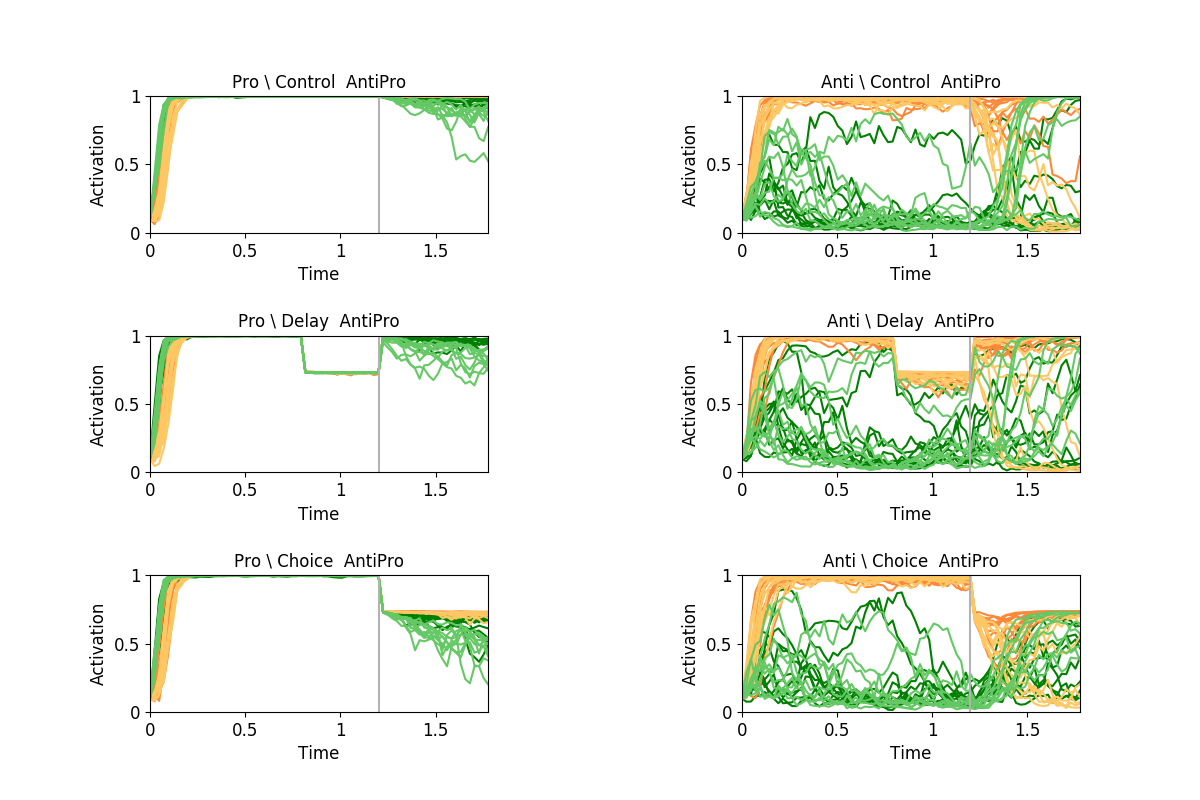 Pro \ Control  AntiPro
1
0.5
0
Activation
0 0.5 1 1.5
Time
Anti \ Control  AntiPro
1
0.5
0
Activation
0 0.5 1 1.5
Time
Pro \ Delay  AntiPro
1
0.5
0
Activation
0 0.5 1 1.5
Time
Anti \ Delay  AntiPro
1
0.5
0
Activation
0 0.5 1 1.5
Time
Pro \ Choice  AntiPro
1
0.5
0
Activation
0 0.5 1 1.5
Time
Anti \ Choice  AntiPro
1
0.5
0
Activation
0 0.5 1 1.5
Time